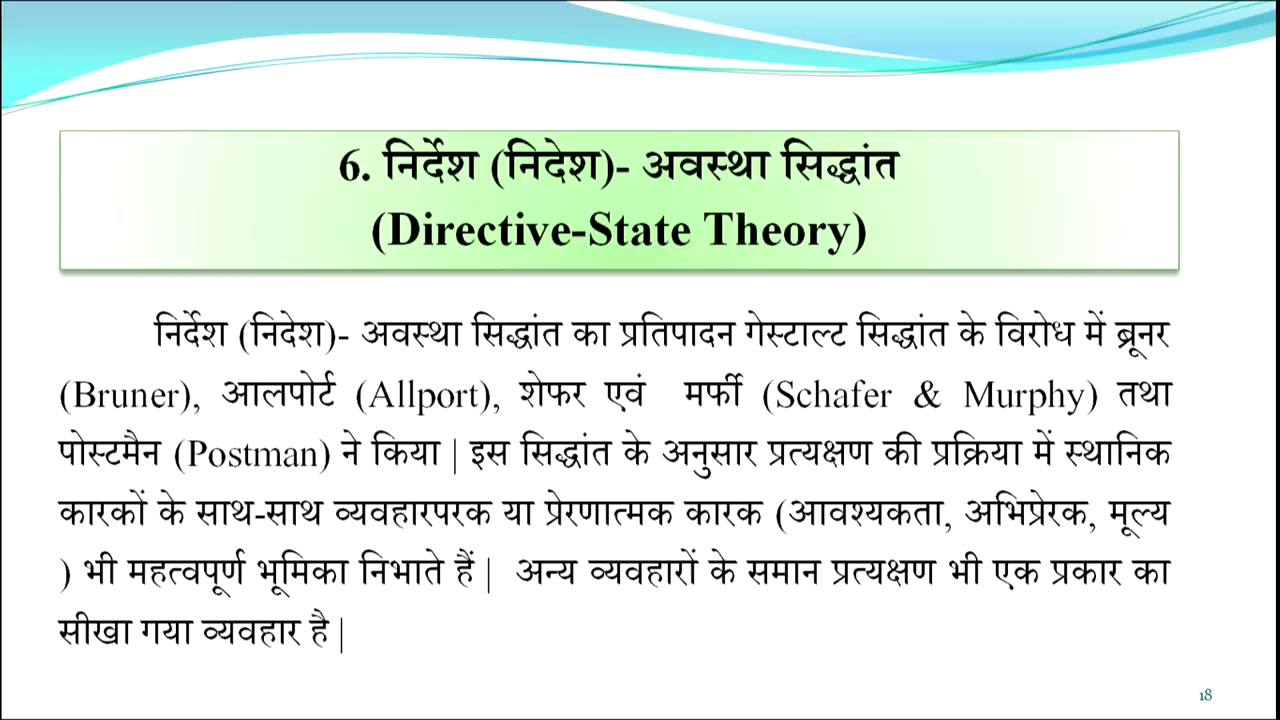 6. निर्देश (निदेश)- अवस्था सिद्धांत
(Directive-State Theory)
निर्देश (निदेश)- अवस्था सिद्धांत का प्रतिपादन गेस्टाल्ट सिद्धांत के विरोध में ब्रूनर
(Bruner), आलपोर्ट (Allport), शेफर एवं मर्फी (Schafer & Murphy) तथा
पोस्टमैन (Postman) ने किया | इस सिद्धांत के अनुसार प्रत्यक्षण की प्रक्रिया में स्थानिक
कारकों के साथ-साथ व्यवहारपरक या प्रेरणात्मक कारक (आवश्यकता, अभिप्रेरक, मूल्य
) भी महत्वपूर्ण भूमिका निभाते हैं | अन्य व्यवहारों के समान प्रत्यक्षण भी एक प्रकार का
सीखा गया व्यवहार है |
18